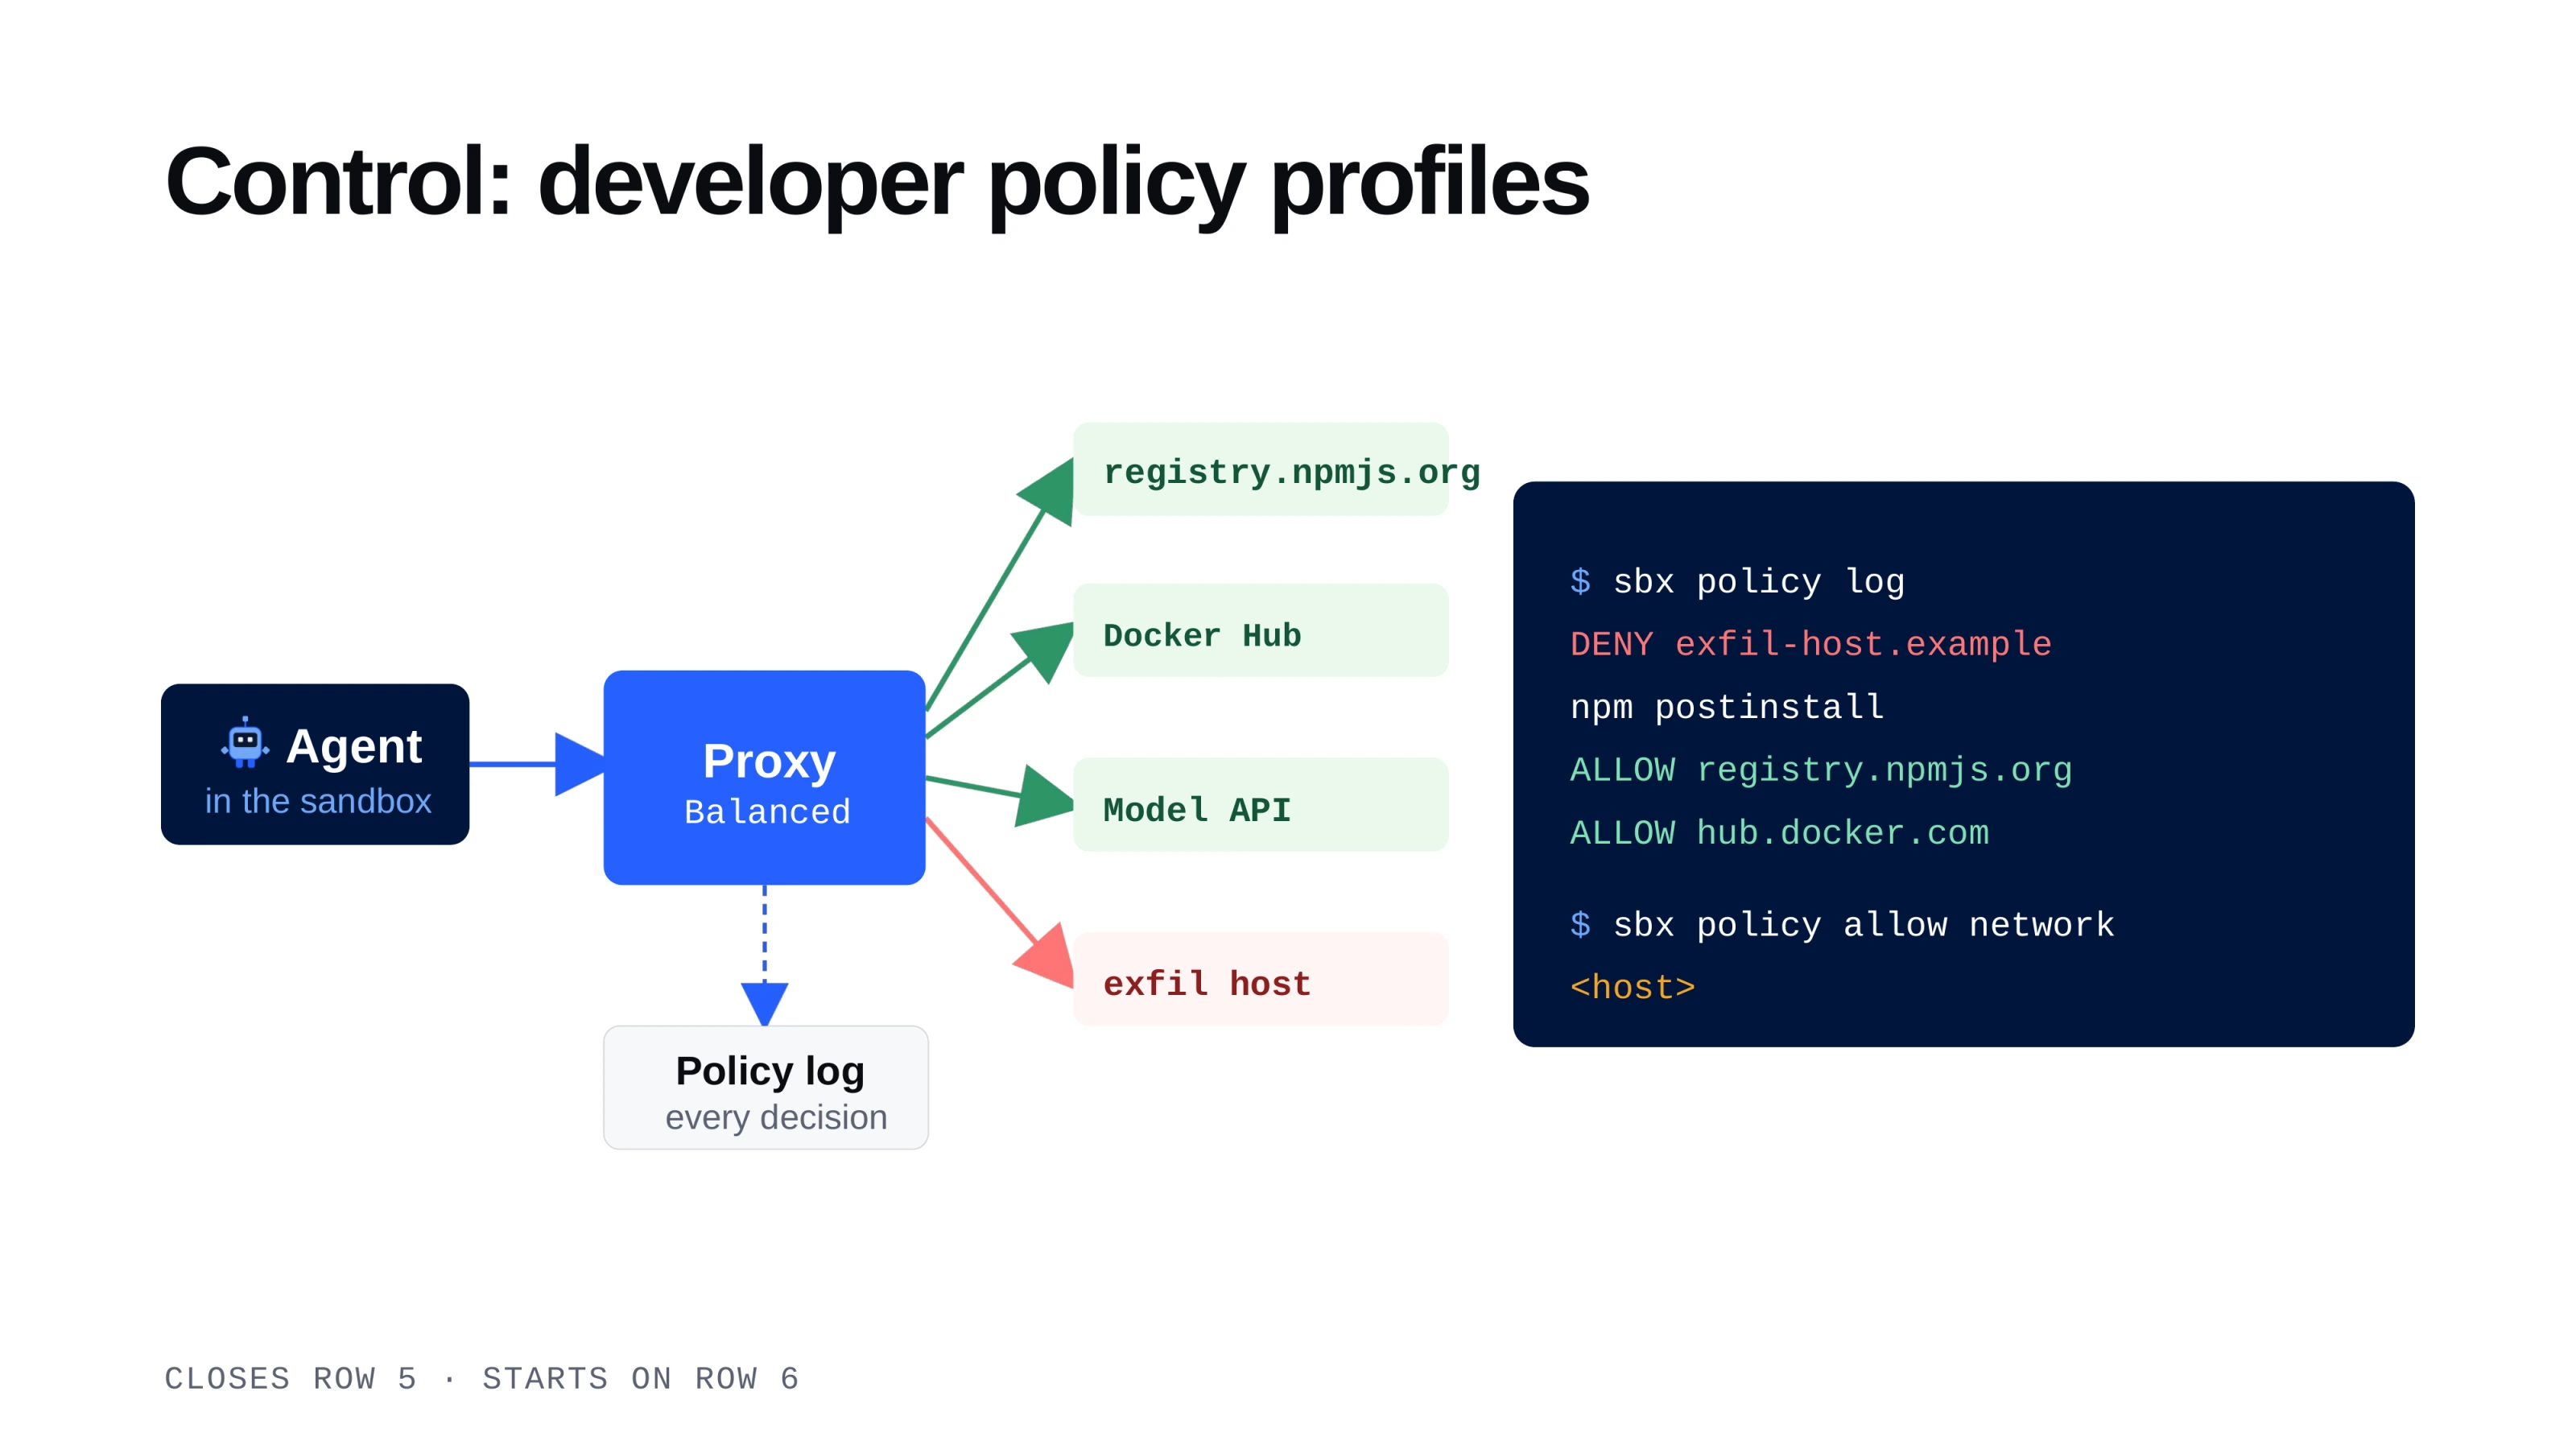 Control: developer policy profiles
Agent
in the sandbox
Proxy
Balanced
Policy log
every decision
registry.npmjs.org
Docker Hub
Model API
exfil host
$ sbx policy log
DENY exfil-host.example
npm postinstall
ALLOW registry.npmjs.org
ALLOW hub.docker.com
$ sbx policy allow network
<host>
CLOSES ROW 5 · STARTS ON ROW 6